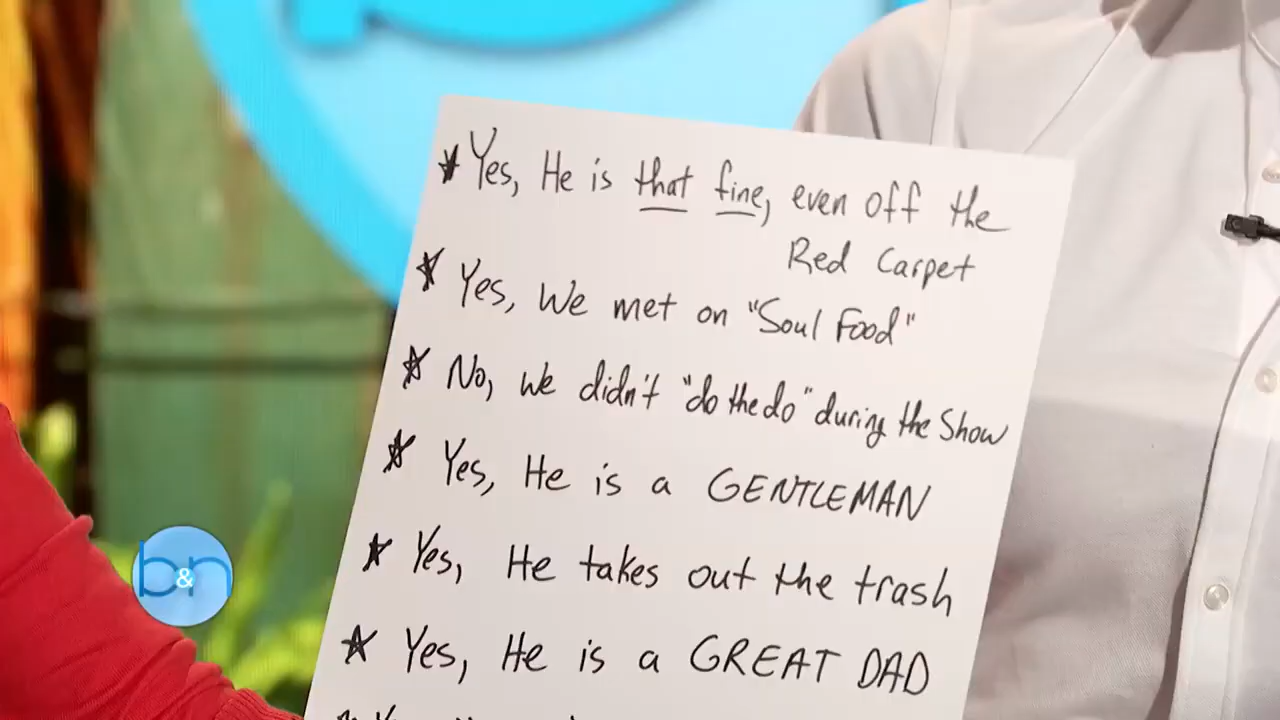 ★ Yes, He is that fine, even off the
Red Carpet
★ Yes, We met on "Soul Food"
★ No, we didn't "do the do" during the Show
★ Yes, He is a GENTLEMAN
★ Yes, He takes out the trash
★ Yes, He is a GREAT DAD
b&n